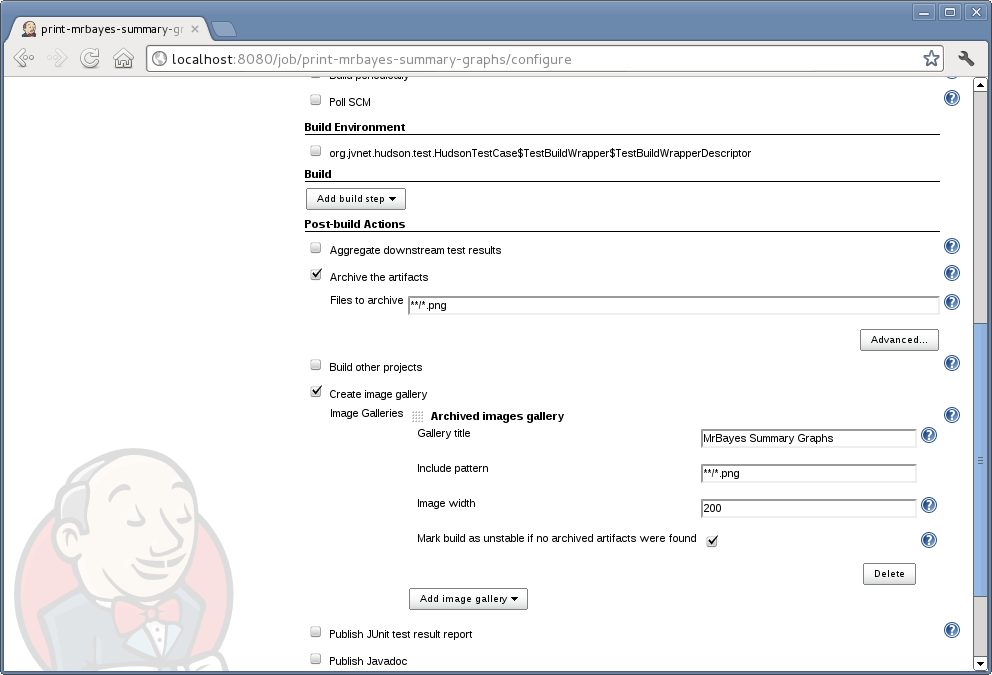 print-mrbayes-summary-gr
localhost:8080/job/print-mrbayes-summary-graphs/configure
Build periodically
Poll SCM
Build Environment
org.jvnet.hudson.test.HudsonTestCase$TestBuildWrapper$TestBuildWrapperDescriptor
Build
Add build step
Post-build Actions
Aggregate downstream test results
Archive the artifacts
Files to archive **/*.png
Advanced...
Build other projects
Create image gallery
Image Galleries Archived images gallery
Gallery title MrBayes Summary Graphs
Include pattern **/*.png
Image width 200
Mark build as unstable if no archived artifacts were found
Delete
Add image gallery
Publish JUnit test result report
Publish Javadoc